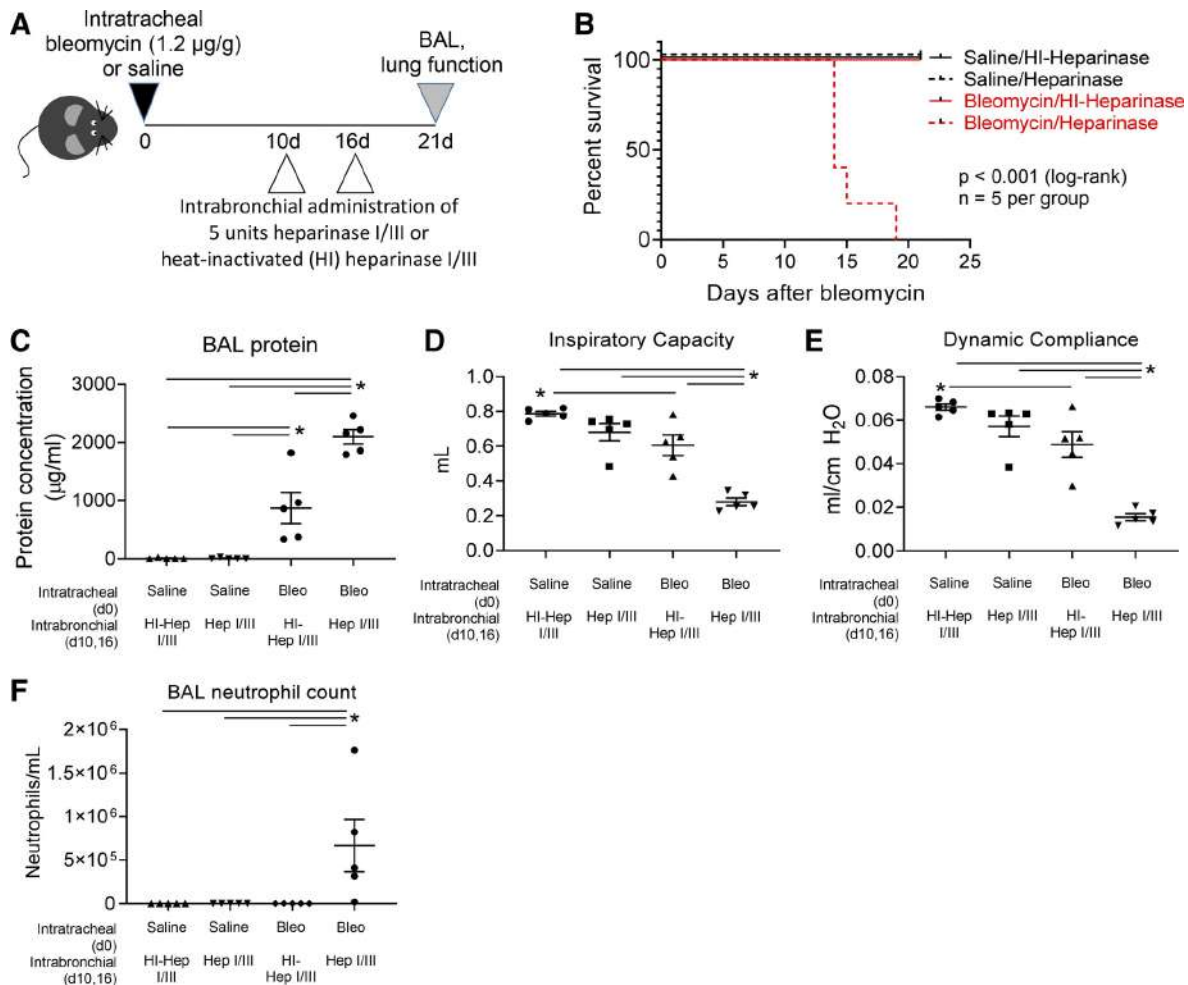 A
Intratracheal
bleomycin (1.2 µg/g)
or saline
BAL,
lung function
0
10d
16d
21d
Intrabronchial administration of
5 units heparinase I/III or
heat-inactivated (HI) heparinase I/III
B
Percent survival
100
50
0
0 5 10 15 20 25
Days after bleomycin
Saline/HI-Heparinase
Saline/Heparinase
Bleomycin/HI-Heparinase
Bleomycin/Heparinase
p < 0.001 (log-rank)
n = 5 per group
C
BAL protein
Protein concentration
(µg/ml)
3000
2000
1000
0
*
*
Intratracheal
(d0)
Saline Saline Bleo Bleo
Intrabronchial
(d10,16)
HI-Hep
I/III
Hep I/III
HI-
Hep I/III
Hep I/III
D
Inspiratory Capacity
mL
1.0
0.8
0.6
0.4
0.2
0.0
*
*
Intratracheal
(d0)
Saline Saline Bleo Bleo
Intrabronchial
(d10,16)
HI-Hep
I/III
Hep I/III
HI-
Hep I/III
Hep I/III
E
Dynamic Compliance
ml/cm H₂O
0.08
0.06
0.04
0.02
0.00
*
*
Intratracheal
(d0)
Saline Saline Bleo Bleo
Intrabronchial
(d10,16)
HI-Hep
I/III
Hep I/III
HI-
Hep I/III
Hep I/III
F
BAL neutrophil count
Neutrophils/mL
2×10⁶
1.5×10⁶
1×10⁶
5×10⁵
0
*
Intratracheal
(d0)
Saline Saline Bleo Bleo
Intrabronchial
(d10,16)
HI-Hep
I/III
Hep I/III
HI-
Hep I/III
Hep I/III